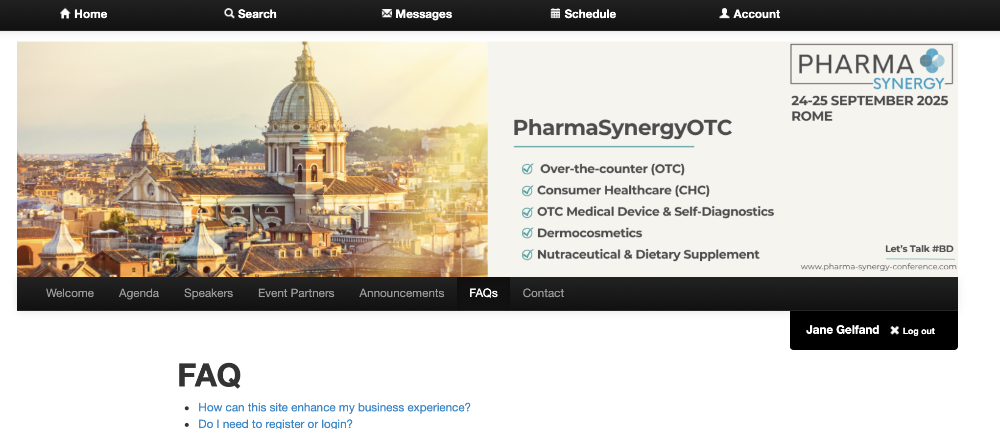 Home
Search
Messages
Schedule
Account
PHARMA
SYNERGY
24-25 SEPTEMBER 2025
ROME
PharmaSynergyOTC
Over-the-counter (OTC)
Consumer Healthcare (CHC)
OTC Medical Device & Self-Diagnostics
Dermocosmetics
Nutraceutical & Dietary Supplement
Let's Talk #BD
www.pharma-synergy-conference.com
Welcome
Agenda
Speakers
Event Partners
Announcements
FAQs
Contact
Jane Gelfand
Log out
FAQ
• How can this site enhance my business experience?
• Do I need to register or login?